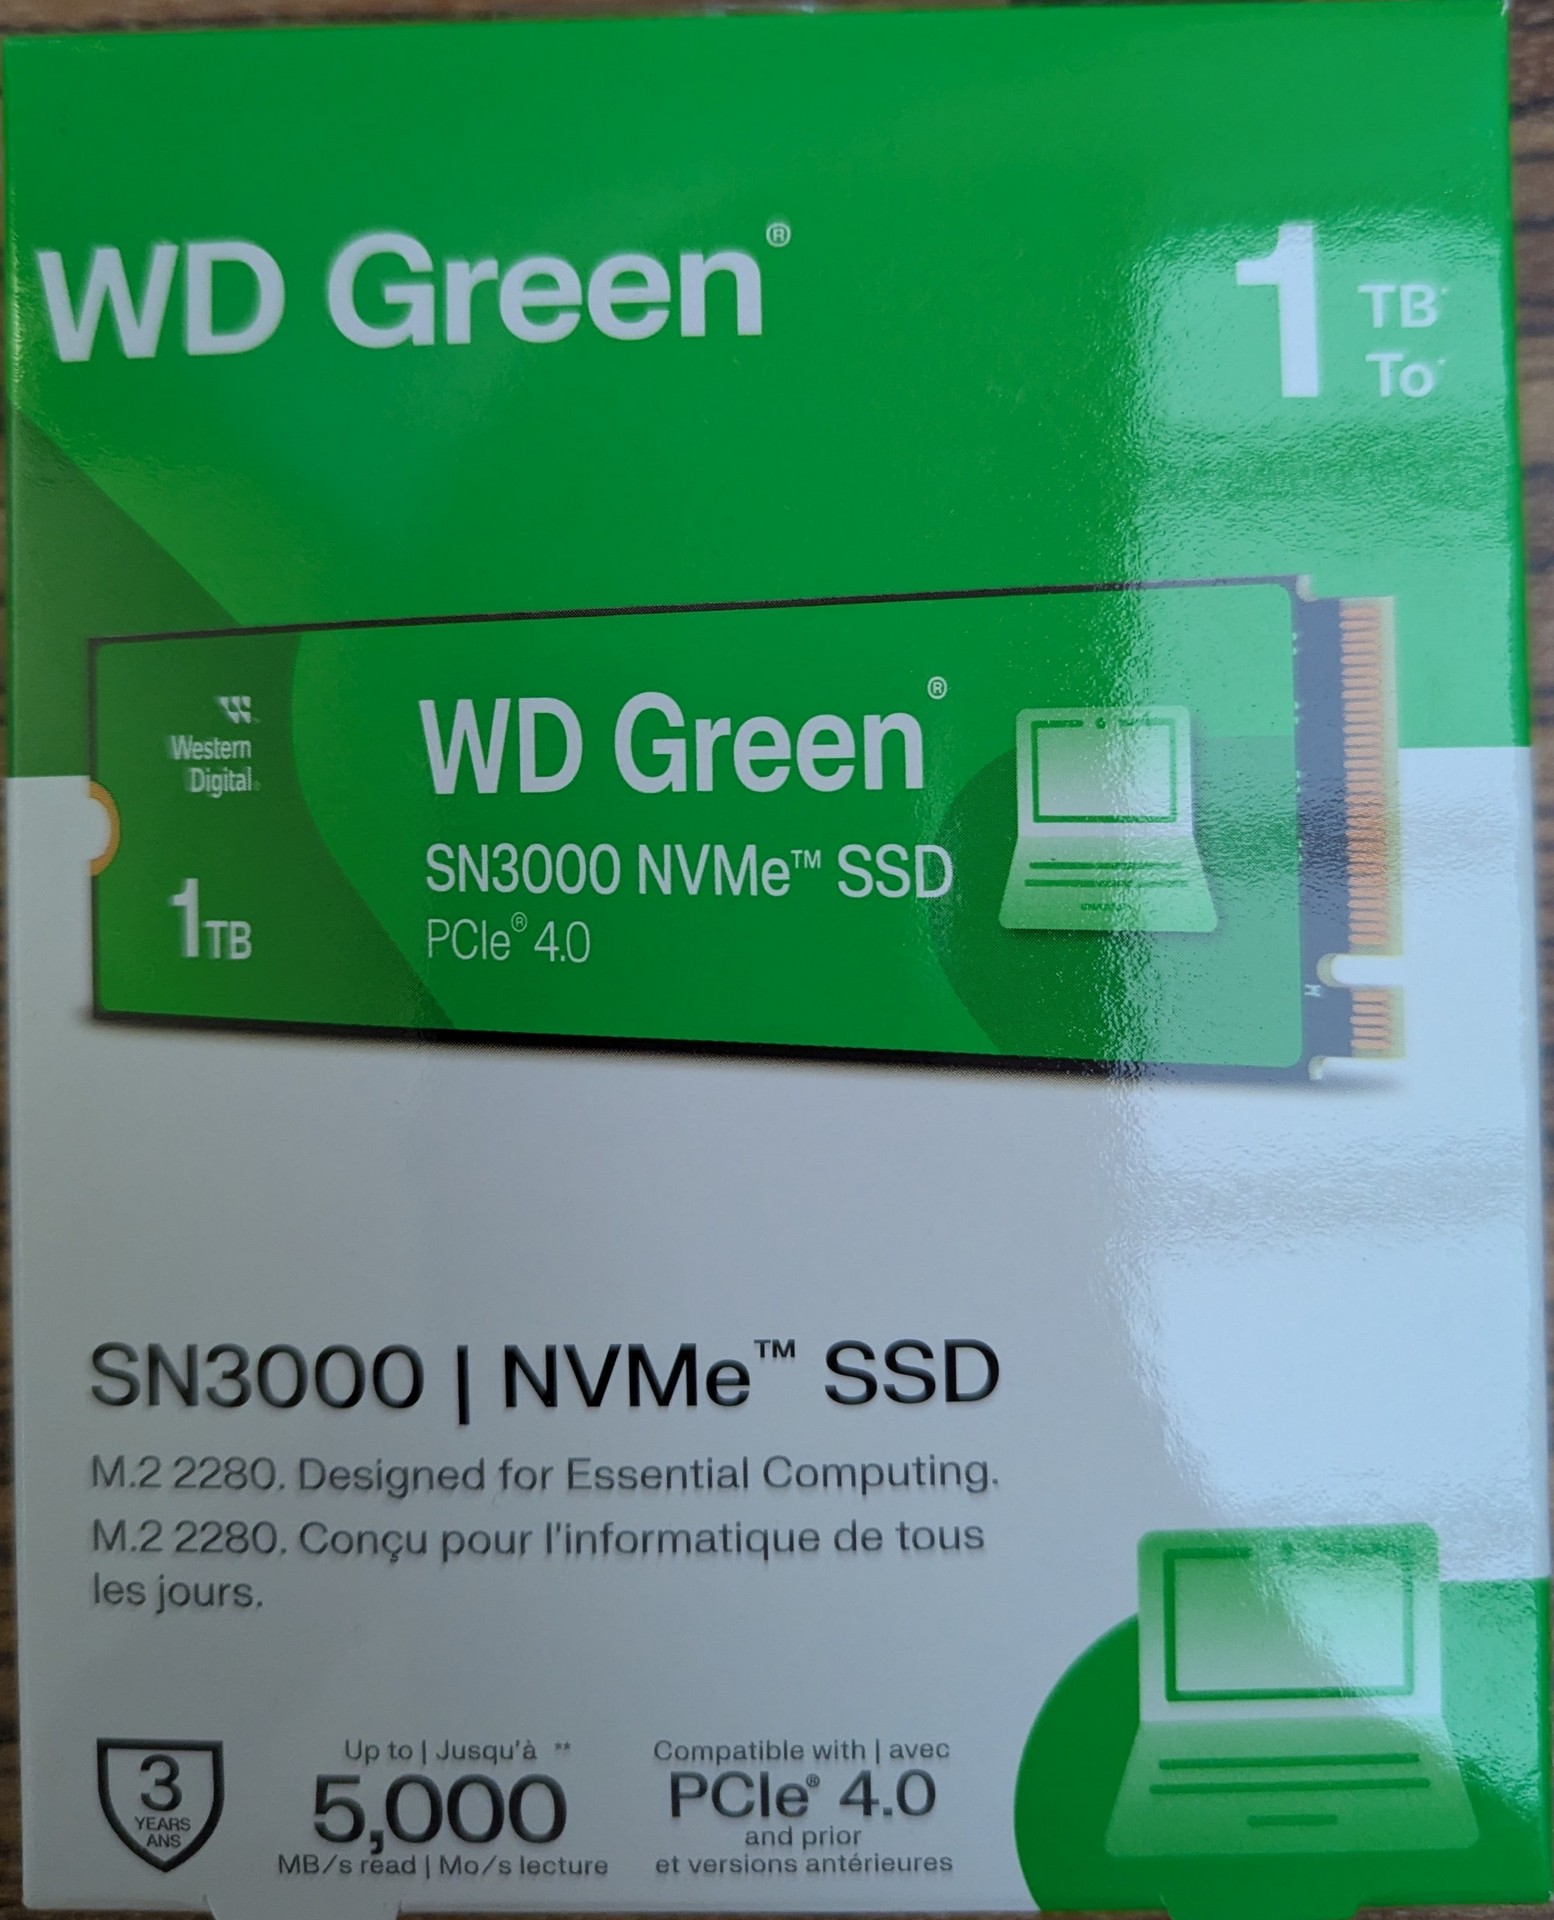 WD Green®
1 TB*
To*
Western
Digital®
WD Green®
SN3000 NVMe™ SSD
PCIe® 4.0
1TB
SN3000 | NVMe™ SSD
M.2 2280. Designed for Essential Computing.
M.2 2280. Conçu pour l'informatique de tous
les jours.
3
YEARS
ANS
Up to | Jusqu'à **
5,000
MB/s read | Mo/s lecture
Compatible with | avec
PCIe® 4.0
and prior
et versions antérieures